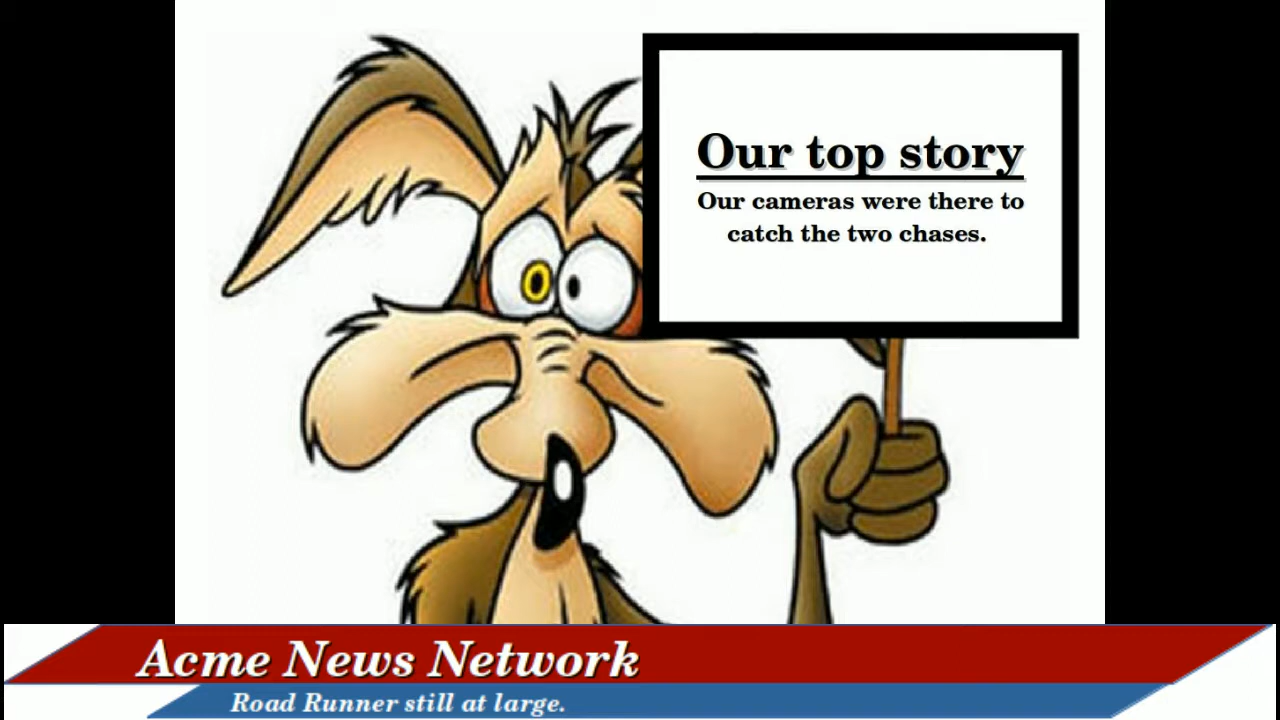 Our top story
Our cameras were there to
catch the two chases.
Acme News Network
Road Runner still at large.